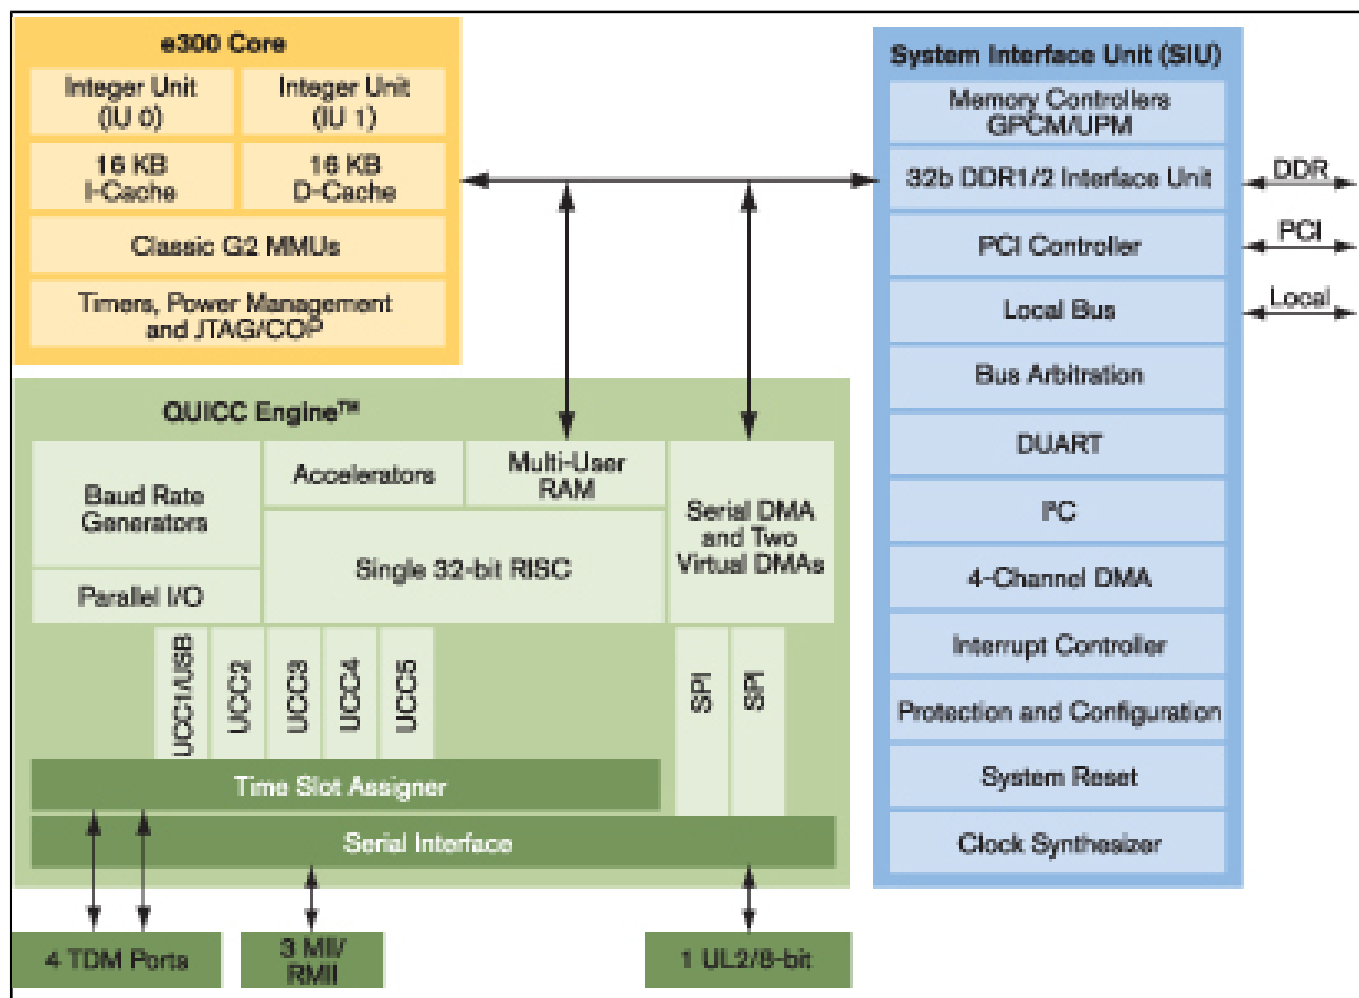 e300 Core
Integer Unit
(IU 0)
Integer Unit
(IU 1)
16 KB
I-Cache
16 KB
D-Cache
Classic G2 MMUs
Timers, Power Management
and JTAG/COP
System Interface Unit (SIU)
Memory Controllers
GPCM/UPM
32b DDR1/2 Interface Unit
PCI Controller
Local Bus
Bus Arbitration
DUART
I²C
4-Channel DMA
Interrupt Controller
Protection and Configuration
System Reset
Clock Synthesizer
DDR
PCI
Local
QUICC Engine™
Baud Rate
Generators
Parallel I/O
Accelerators
Multi-User
RAM
Single 32-bit RISC
Serial DMA
and Two
Virtual DMAs
UCC1/USB
UCC2
UCC3
UCC4
UCC5
SPI
SPI
Time Slot Assigner
Serial Interface
4 TDM Ports
3 MII/
RMII
1 UL2/8-bit